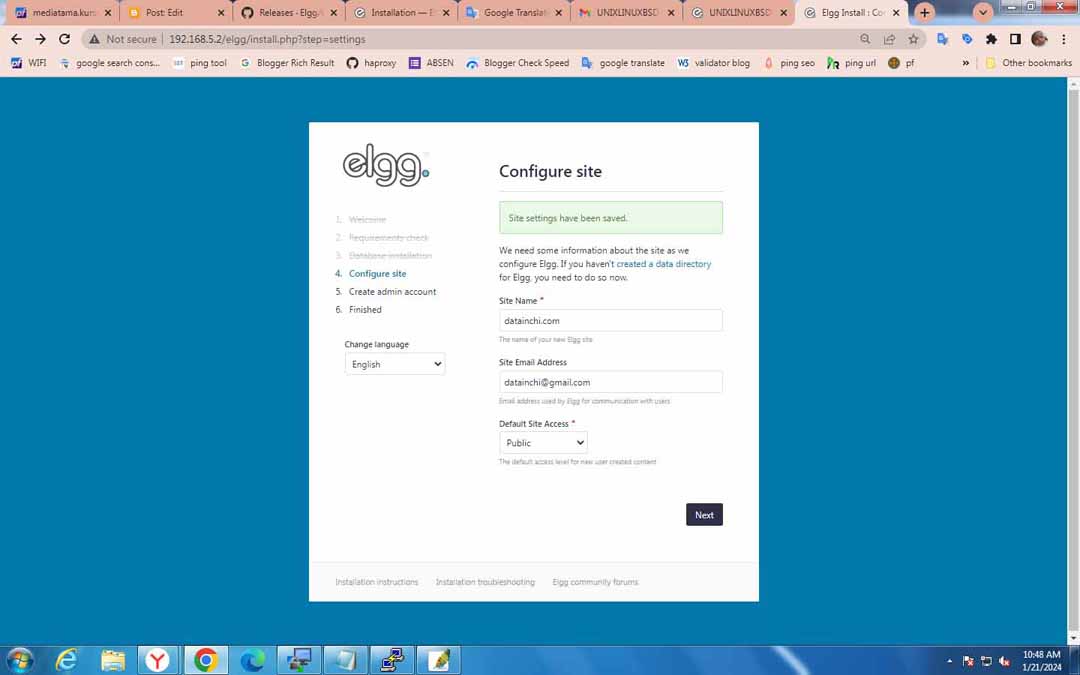 mediatama.kur
Post: Edit
Releases · Elgg/
Installation — E
Google Translat
UNIXLINUXBSD
UNIXLINUXBSD
Elgg Install : Co
Not secure
192.168.5.2/elgg/install.php?step=settings
WIFI
google search cons...
ping tool
Blogger Rich Result
haproxy
ABSEN
Blogger Check Speed
google translate
W3 validator blog
ping seo
ping url
pf
»
Other bookmarks
elgg.
1. Welcome
2. Requirements check
3. Database installation
4. Configure site
5. Create admin account
6. Finished
Change language
English
Configure site
Site settings have been saved.
We need some information about the site as we
configure Elgg. If you haven't created a data directory
for Elgg, you need to do so now.
Site Name *
datainchi.com
The name of your new Elgg site
Site Email Address
datainchi@gmail.com
Email address used by Elgg for communication with users
Default Site Access *
Public
The default access level for new user created content
Next
Installation instructions
Installation troubleshooting
Elgg community forums
10:48 AM
1/21/2024